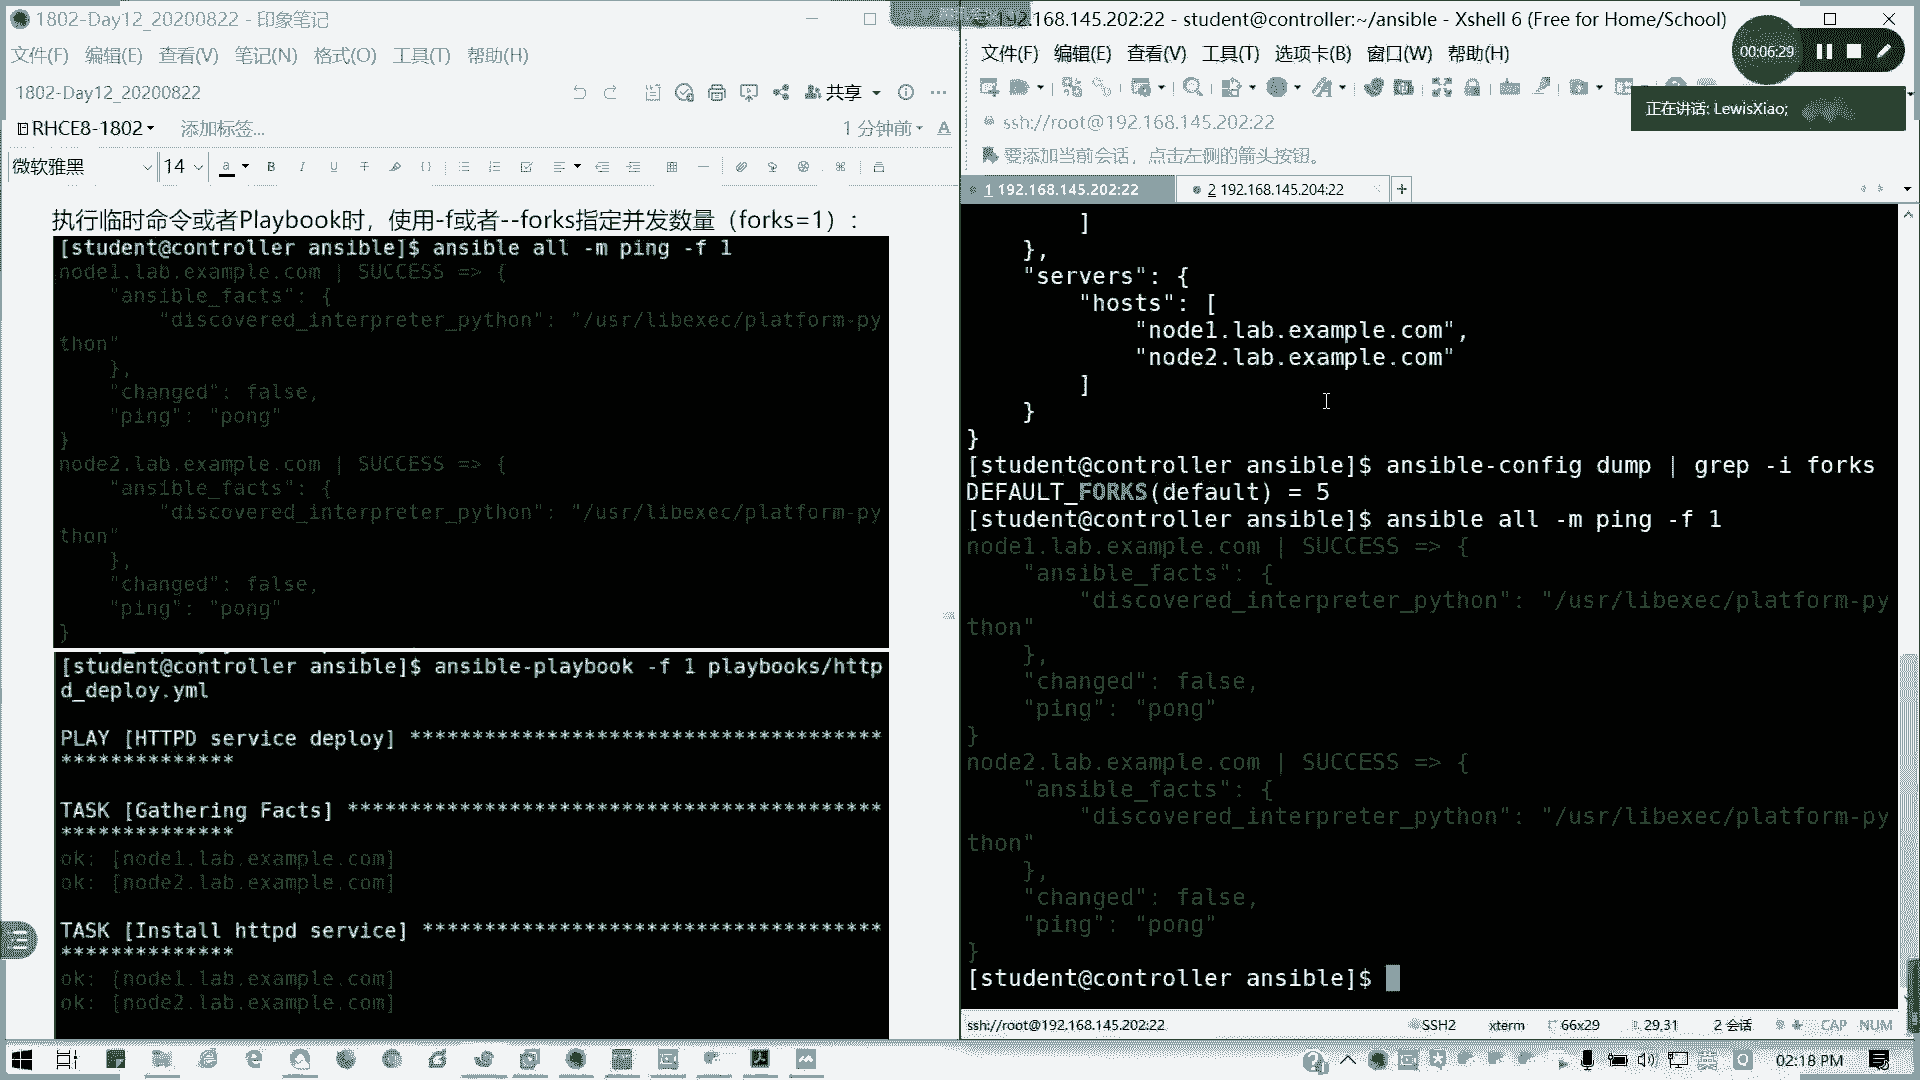 1802-Day12_20200822 - 印象笔记
文件(F) 编辑(E) 查看(V) 笔记(N) 格式(O) 工具(T) 帮助(H)
1802-Day12_20200822
共享
RHCE8-1802
添加标签...
1 分钟前
微软雅黑
14
执行临时命令或者Playbook时，使用-f或者--forks指定并发数量（forks=1）：
[student@controller ansible]$ ansible all -m ping -f 1
node1.lab.example.com | SUCCESS => {
"ansible_facts": {
"discovered_interpreter_python": "/usr/libexec/platform-py
thon"
},
"changed": false,
"ping": "pong"
}
node2.lab.example.com | SUCCESS => {
"ansible_facts": {
"discovered_interpreter_python": "/usr/libexec/platform-py
thon"
},
"changed": false,
"ping": "pong"
}
[student@controller ansible]$ ansible-playbook -f 1 playbooks/http
d_deploy.yml
PLAY [HTTPD service deploy] **************************************
**************
TASK [Gathering Facts] *******************************************
**************
ok: [node1.lab.example.com]
ok: [node2.lab.example.com]
TASK [Install httpd service] *************************************
**************
ok: [node1.lab.example.com]
ok: [node2.lab.example.com]
192.168.145.202:22 - student@controller:~/ansible - Xshell 6 (Free for Home/School)
文件(F) 编辑(E) 查看(V) 工具(T) 选项卡(B) 窗口(W) 帮助(H)
00:06:29
正在讲话: LewisXiao;
ssh://root@192.168.145.202:22
要添加当前会话，点击左侧的箭头按钮。
1 192.168.145.202:22
2 192.168.145.204:22
]
},
"servers": {
"hosts": [
"node1.lab.example.com",
"node2.lab.example.com"
]
}
}
[student@controller ansible]$ ansible-config dump | grep -i forks
DEFAULT_FORKS(default) = 5
[student@controller ansible]$ ansible all -m ping -f 1
node1.lab.example.com | SUCCESS => {
"ansible_facts": {
"discovered_interpreter_python": "/usr/libexec/platform-py
thon"
},
"changed": false,
"ping": "pong"
}
node2.lab.example.com | SUCCESS => {
"ansible_facts": {
"discovered_interpreter_python": "/usr/libexec/platform-py
thon"
},
"changed": false,
"ping": "pong"
}
[student@controller ansible]$
ssh://root@192.168.145.202:22
SSH2 xterm 66x29 29,31 2 会话 CAP NUM
英
02:18 PM